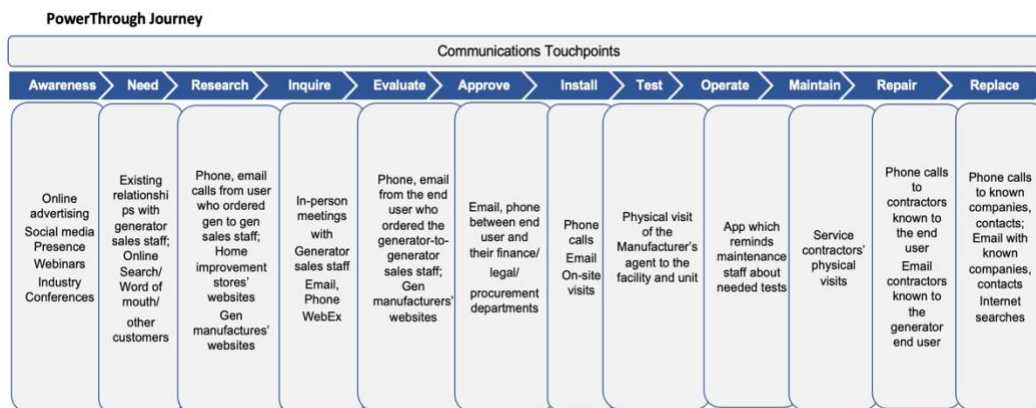 PowerThrough Journey
Communications Touchpoints
Awareness
Need
Research
Inquire
Evaluate
Approve
Install
Test
Operate
Maintain
Repair
Replace
Online
advertising
Social media
Presence
Webinars
Industry
Conferences
Existing
relationshi
ps with
generator
sales staff;
Online
Search/
Word of
mouth/
other
customers
Phone, email
calls from user
who ordered
gen to gen
sales staff;
Home
improvement
stores'
websites
Gen
manufactures'
websites
In-person
meetings
with
Generator
sales staff
Email,
Phone
WebEx
Phone, email
from the end
user who
ordered the
generator-to-
generator
sales staff;
Gen
manufacturers'
websites
Email, phone
between end
user and
their finance/
legal/
procurement
departments
Phone
calls
Email
On-site
visits
Physical visit
of the
Manufacturer's
agent to the
facility and unit
App which
reminds
maintenance
staff about
needed tests
Service
contractors'
physical
visits
Phone calls
to
contractors
known to
the end
user
Email
contractors
known to
the
generator
end user
Phone calls
to known
companies,
contacts;
Email with
known
companies,
contacts
Internet
searches